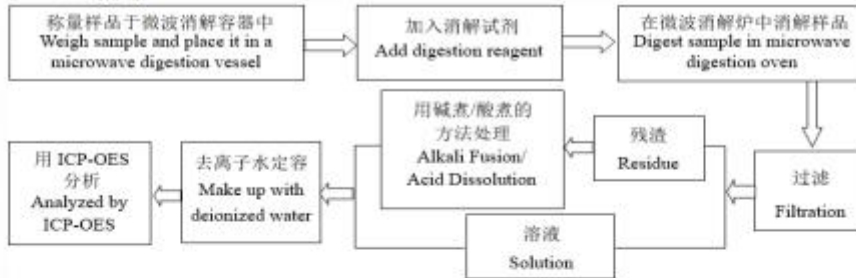 称量样品于微波消解容器中
Weigh sample and place it in a
microwave digestion vessel
加入消解试剂
Add digestion reagent
在微波消解炉中消解样品
Digest sample in microwave
digestion oven
过滤
Filtration
残渣
Residue
用碱煮/酸煮的
方法处理
Alkali Fusion/
Acid Dissolution
溶液
Solution
去离子水定容
Make up with
deionized water
用 ICP-OES
分析
Analyzed by
ICP-OES